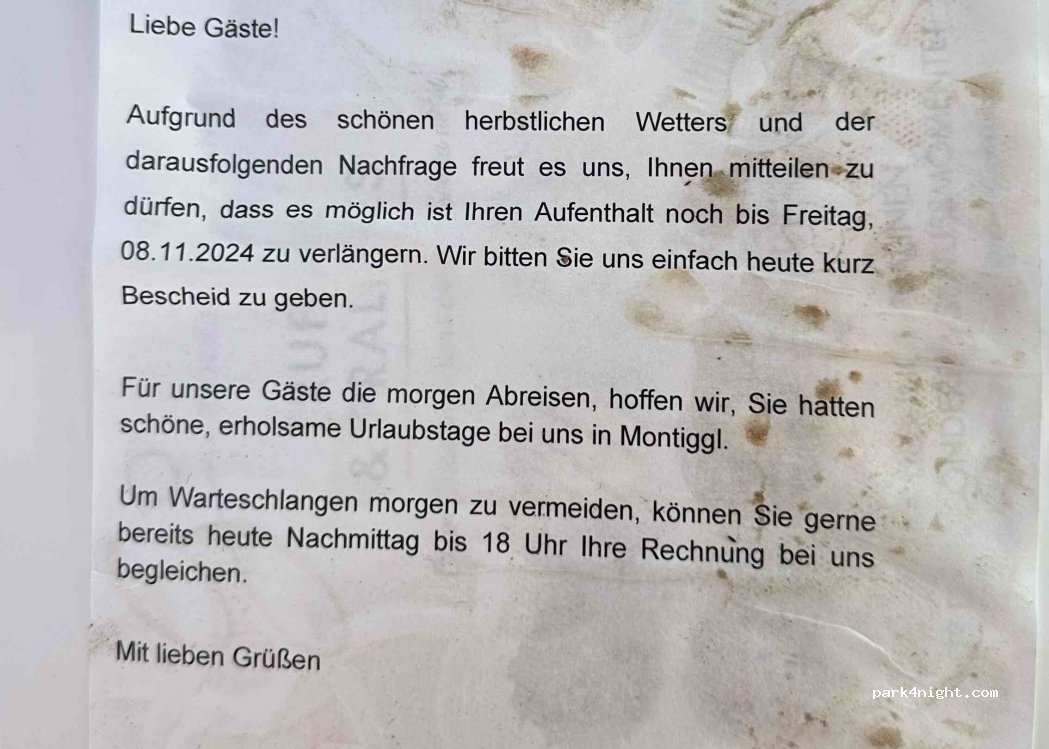 Liebe Gäste!
Aufgrund des schönen herbstlichen Wetters und der
darausfolgenden Nachfrage freut es uns, Ihnen mitteilen zu
dürfen, dass es möglich ist Ihren Aufenthalt noch bis Freitag,
08.11.2024 zu verlängern. Wir bitten Sie uns einfach heute kurz
Bescheid zu geben.
Für unsere Gäste die morgen Abreisen, hoffen wir, Sie hatten
schöne, erholsame Urlaubstage bei uns in Montiggl.
Um Warteschlangen morgen zu vermeiden, können Sie gerne
bereits heute Nachmittag bis 18 Uhr Ihre Rechnung bei uns
begleichen.
Mit lieben Grüßen
park4night.com